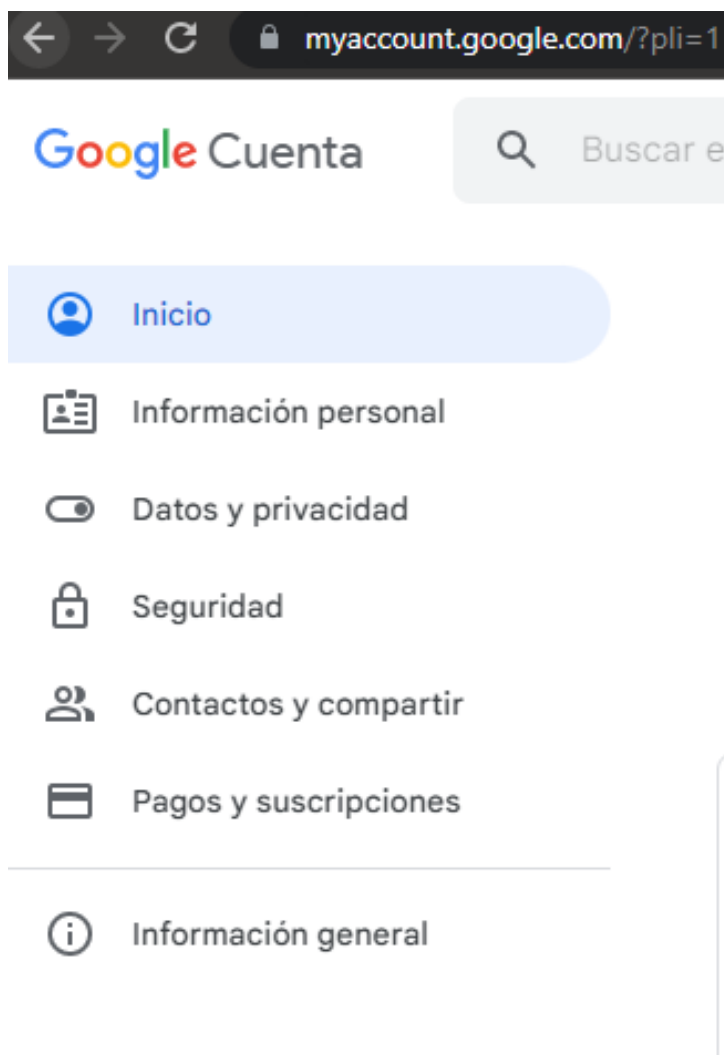 myaccount.google.com/?pli=1
Google Cuenta
Buscar e
Inicio
Información personal
Datos y privacidad
Seguridad
Contactos y compartir
Pagos y suscripciones
Información general